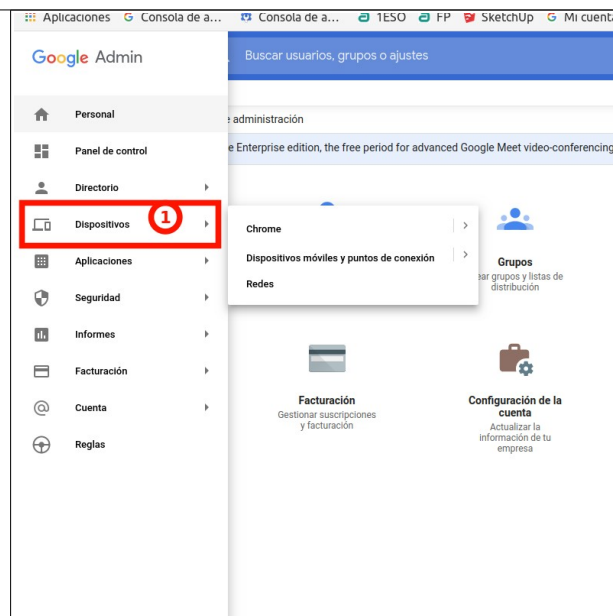 Aplicaciones
Consola de a...
Consola de a...
1ESO
FP
SketchUp
Mi cuenta
Google Admin
Buscar usuarios, grupos o ajustes
Personal
Panel de control
Directorio
Dispositivos
1
Aplicaciones
Seguridad
Informes
Facturación
Cuenta
Reglas
Chrome
Dispositivos móviles y puntos de conexión
Redes
administración
Enterprise edition, the free period for advanced Google Meet video-conferencing
Grupos
grupos y listas de
distribución
Facturación
Gestionar suscripciones
y facturación
Configuración de la
cuenta
Actualizar la
información de tu
empresa